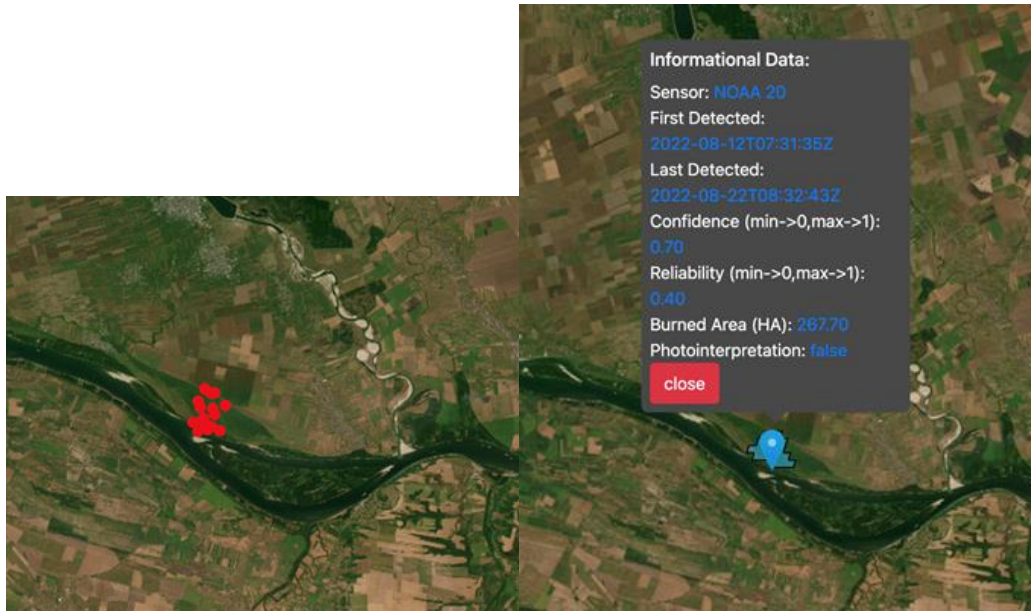 Informational Data:
Sensor: NOAA 20
First Detected:
2022-08-12T07:31:35Z
Last Detected:
2022-08-22T08:32:43Z
Confidence (min->0,max->1):
0.70
Reliability (min->0,max->1):
0.40
Burned Area (HA): 267.70
Photointerpretation: false
close